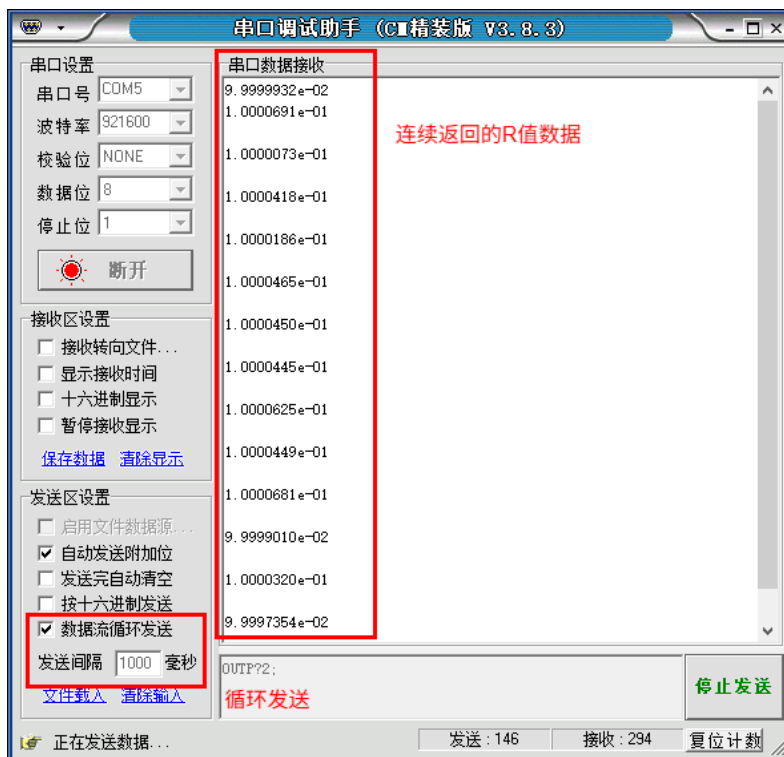 串口调试助手 (CM精装版 V3.8.3)
串口设置
串口号 COM5
波特率 921600
校验位 NONE
数据位 8
停止位 1
断开
接收区设置
接收转向文件...
显示接收时间
十六进制显示
暂停接收显示
保存数据 清除显示
发送区设置
启用文件数据源...
自动发送附加位
发送完自动清空
按十六进制发送
数据流循环发送
发送间隔 1000 毫秒
文件载入 清除输入
串口数据接收
9.9999932e-02
1.0000691e-01
1.0000073e-01
1.0000418e-01
1.0000186e-01
1.0000465e-01
1.0000450e-01
1.0000445e-01
1.0000625e-01
1.0000449e-01
1.0000681e-01
9.9999010e-02
1.0000320e-01
9.9997354e-02
连续返回的R值数据
OUTP?2;
循环发送
停止发送
正在发送数据...
发送:146
接收:294
复位计数